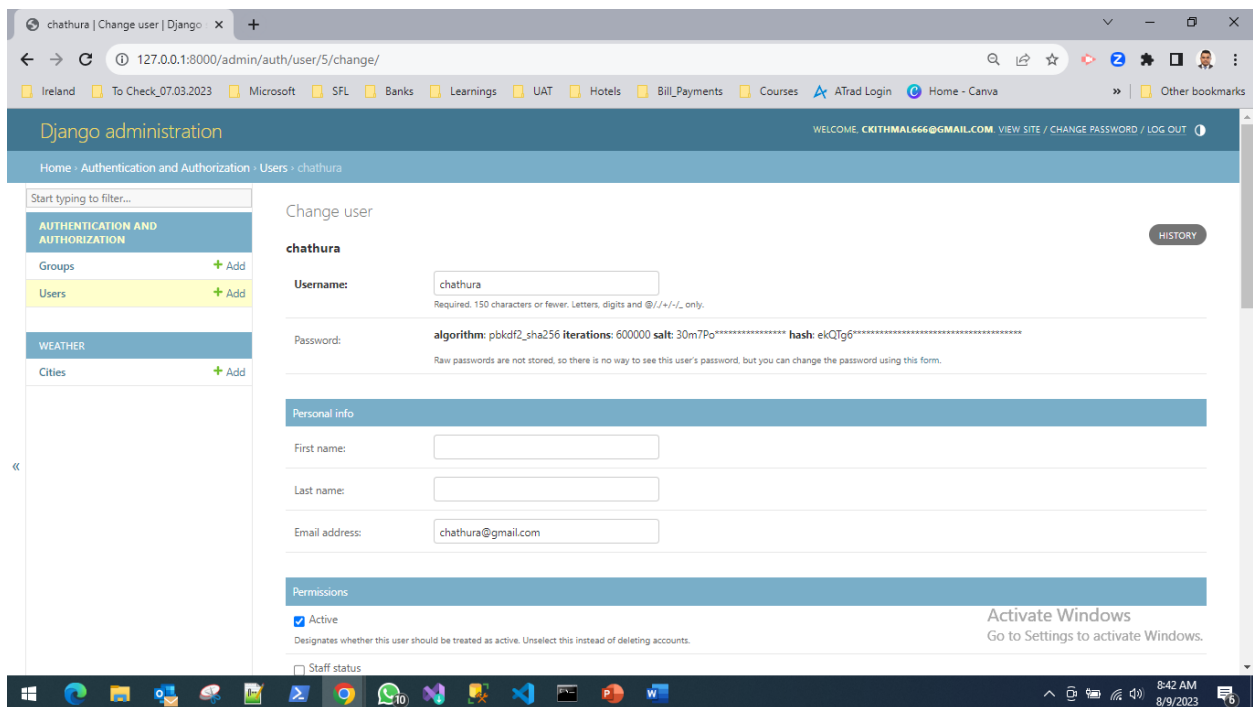 chathura | Change user | Django
127.0.0.1:8000/admin/auth/user/5/change/
Ireland To Check_07.03.2023 Microsoft SFL Banks Learnings UAT Hotels Bill_Payments Courses ATrad Login Home - Canva » Other bookmarks
Django administration
WELCOME, CKITHMAL666@GMAIL.COM. VIEW SITE / CHANGE PASSWORD / LOG OUT
Home › Authentication and Authorization › Users › chathura
Start typing to filter...
AUTHENTICATION AND
AUTHORIZATION
Groups + Add
Users + Add
WEATHER
Cities + Add
«
Change user
HISTORY
chathura
Username: chathura
Required. 150 characters or fewer. Letters, digits and @/./+/-/_ only.
Password: algorithm: pbkdf2_sha256 iterations: 600000 salt: 30m7Po**************** hash: ekQTg6**************************************
Raw passwords are not stored, so there is no way to see this user's password, but you can change the password using this form.
Personal info
First name:
Last name:
Email address: chathura@gmail.com
Permissions
Active
Designates whether this user should be treated as active. Unselect this instead of deleting accounts.
Staff status
Activate Windows
Go to Settings to activate Windows.
10
8:42 AM
8/9/2023
6